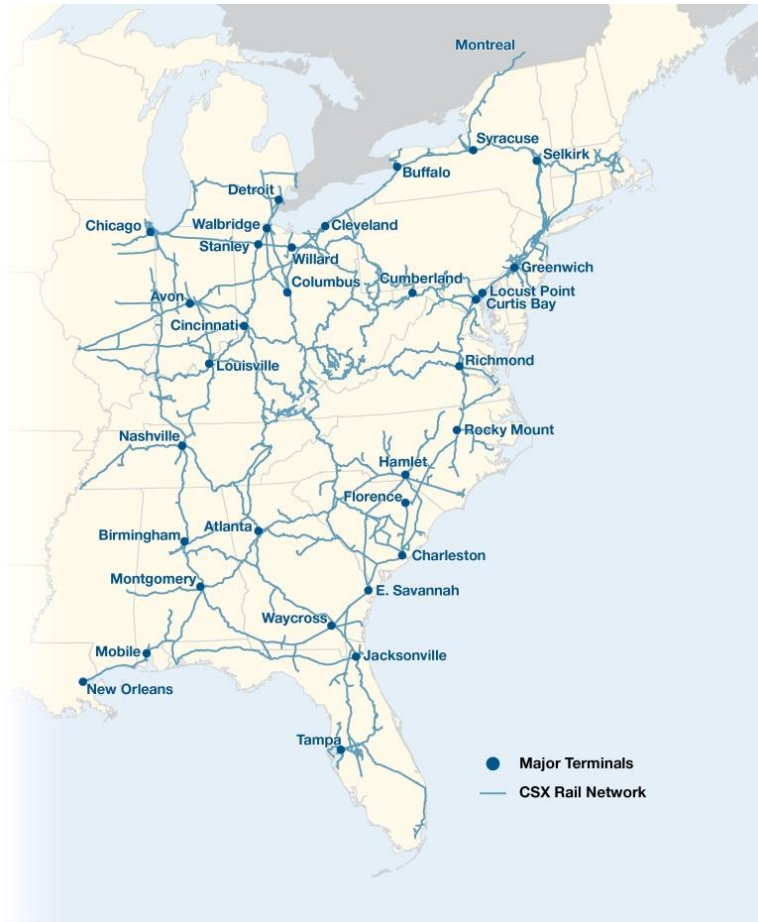 Montreal
Syracuse
Selkirk
Buffalo
Detroit
Chicago
Walbridge
Cleveland
Stanley
Willard
Greenwich
Columbus
Cumberland
Locust Point
Avon
Curtis Bay
Cincinnati
Louisville
Richmond
Nashville
Rocky Mount
Hamlet
Florence
Atlanta
Birmingham
Charleston
Montgomery
E. Savannah
Waycross
Mobile
Jacksonville
New Orleans
Tampa
Major Terminals
CSX Rail Network